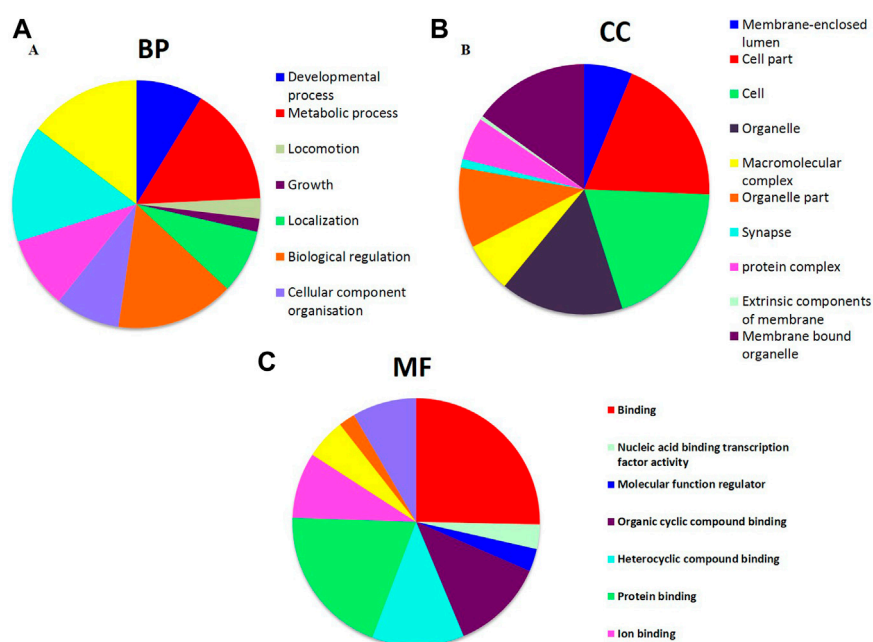 A
A
BP
Developmental
process
Metabolic process
Locomotion
Growth
Localization
Biological regulation
Cellular component
organisation
B
B
CC
Membrane-enclosed
lumen
Cell part
Cell
Organelle
Macromolecular
complex
Organelle part
Synapse
protein complex
Extrinsic components
of membrane
Membrane bound
organelle
C
MF
Binding
Nucleic acid binding transcription
factor activity
Molecular function regulator
Organic cyclic compound binding
Heterocyclic compound binding
Protein binding
Ion binding